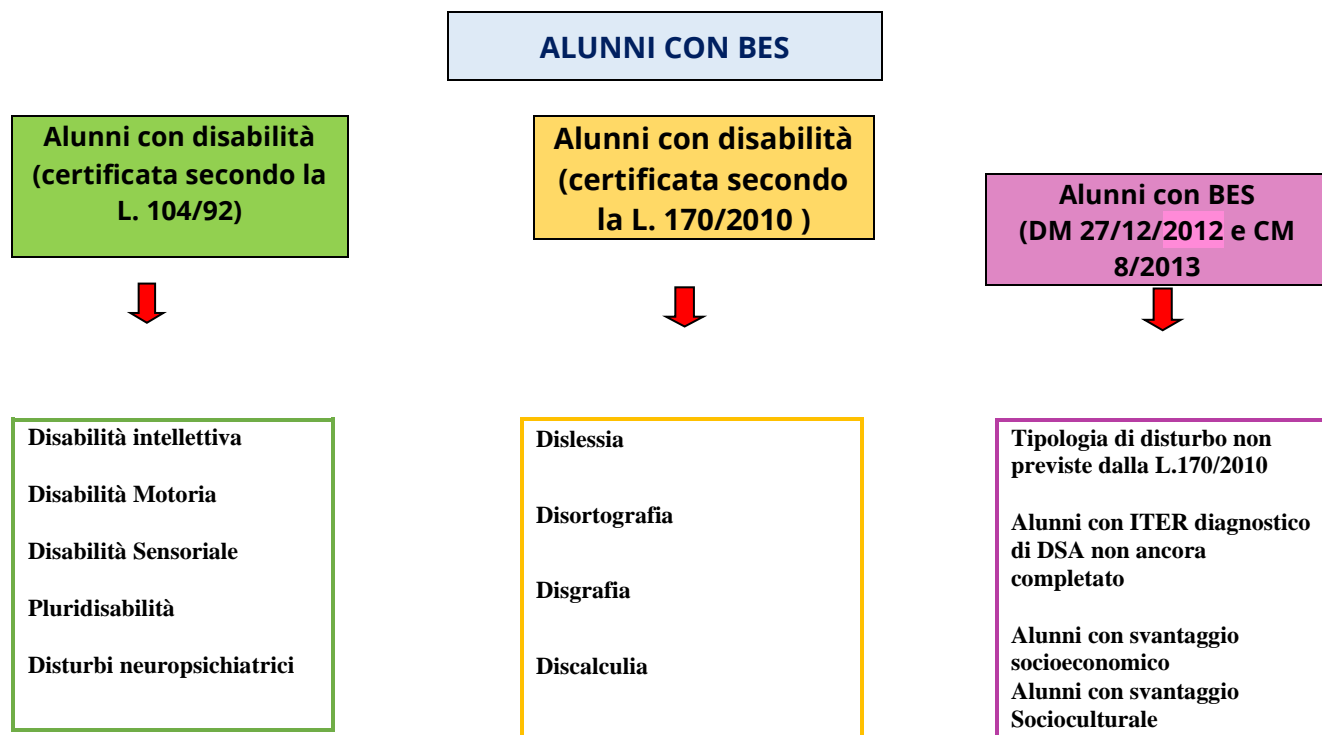 ALUNNI CON BES
Alunni con disabilità
(certificata secondo la
L. 104/92)
Alunni con disabilità
(certificata secondo
la L. 170/2010 )
Alunni con BES
(DM 27/12/2012 e CM
8/2013
Disabilità intellettiva
Disabilità Motoria
Disabilità Sensoriale
Pluridisabilità
Disturbi neuropsichiatrici
Dislessia
Disortografia
Disgrafia
Discalculia
Tipologia di disturbo non
previste dalla L.170/2010
Alunni con ITER diagnostico
di DSA non ancora
completato
Alunni con svantaggio
socioeconomico
Alunni con svantaggio
Socioculturale